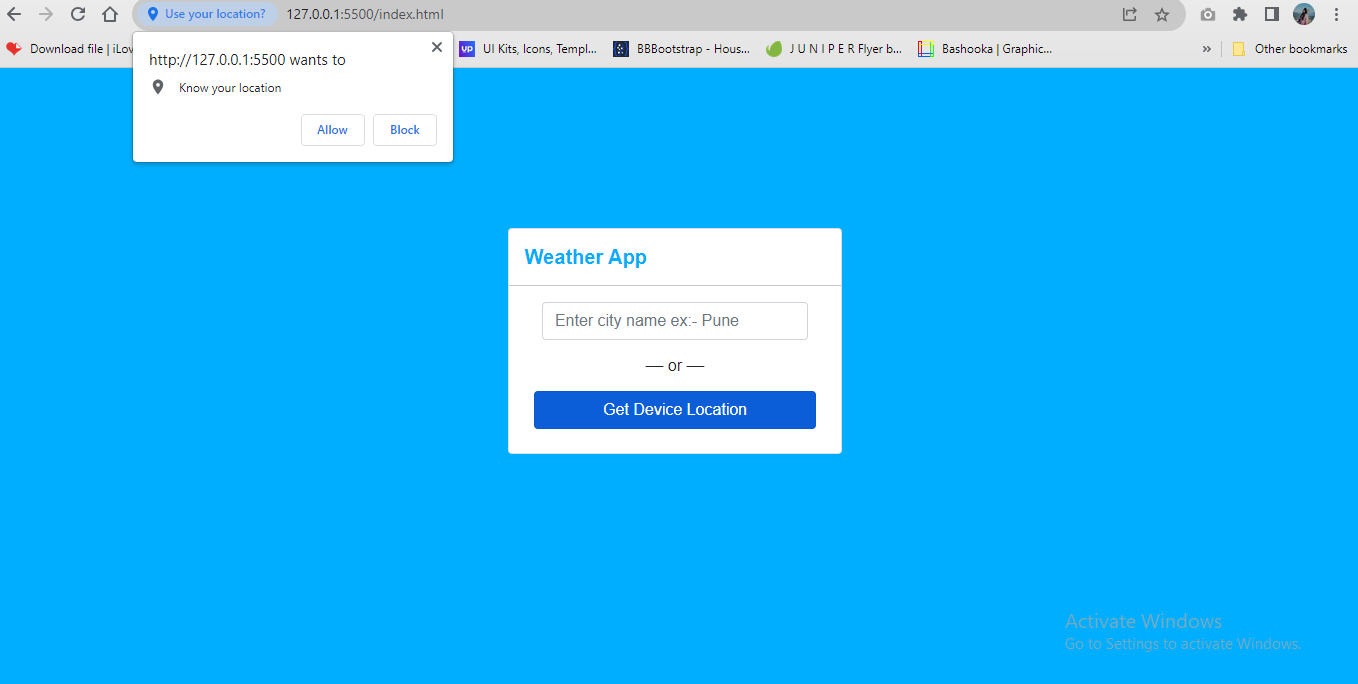 Use your location?
127.0.0.1:5500/index.html
Download file | iLov
up
UI Kits, Icons, Templ...
BBBootstrap - Hous...
J U N I P E R Flyer b...
Bashooka | Graphic...
»
Other bookmarks
http://127.0.0.1:5500 wants to
Know your location
Allow
Block
Weather App
Enter city name ex:- Pune
— or —
Get Device Location
Activate Windows
Go to Settings to activate Windows.